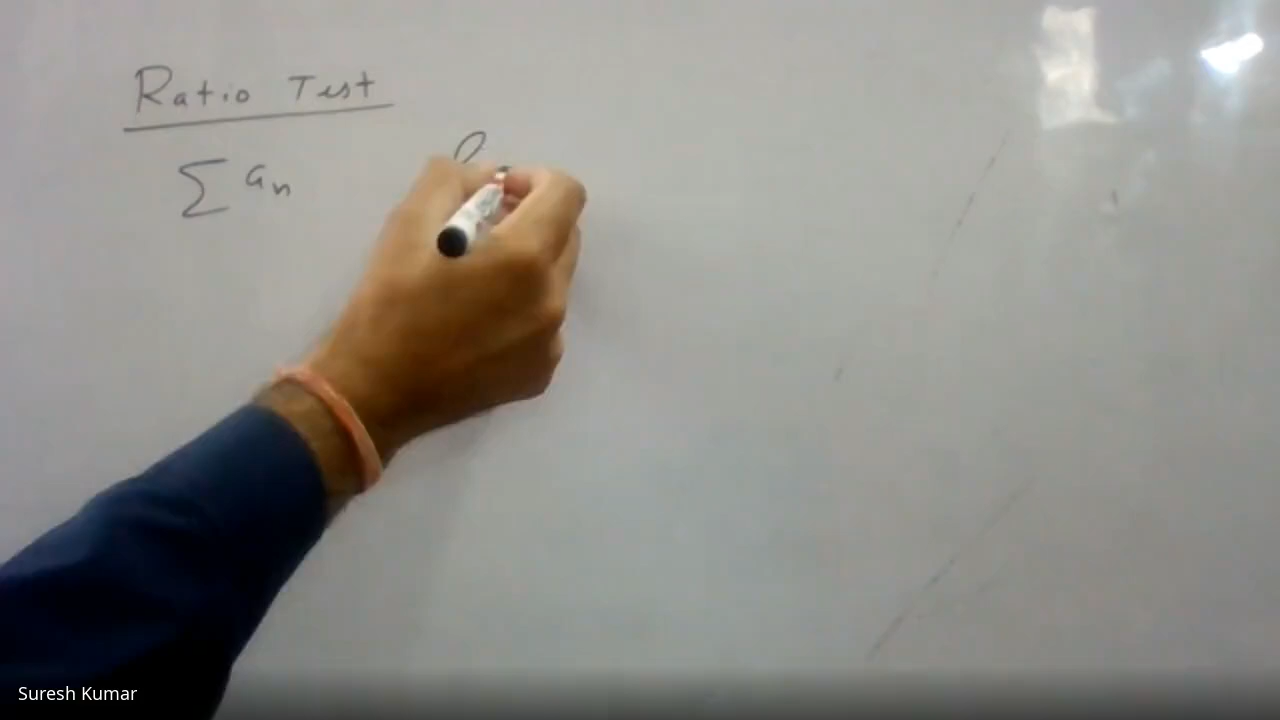 Ratio Test
∑ aₙ
Suresh Kumar